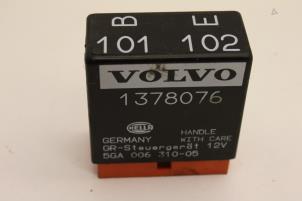 B E
101 102
VOLVO
1378076
HELLA HANDLE
GERMANY WITH CARE
GR-Steuergerät 12V
5GA 006 310-05